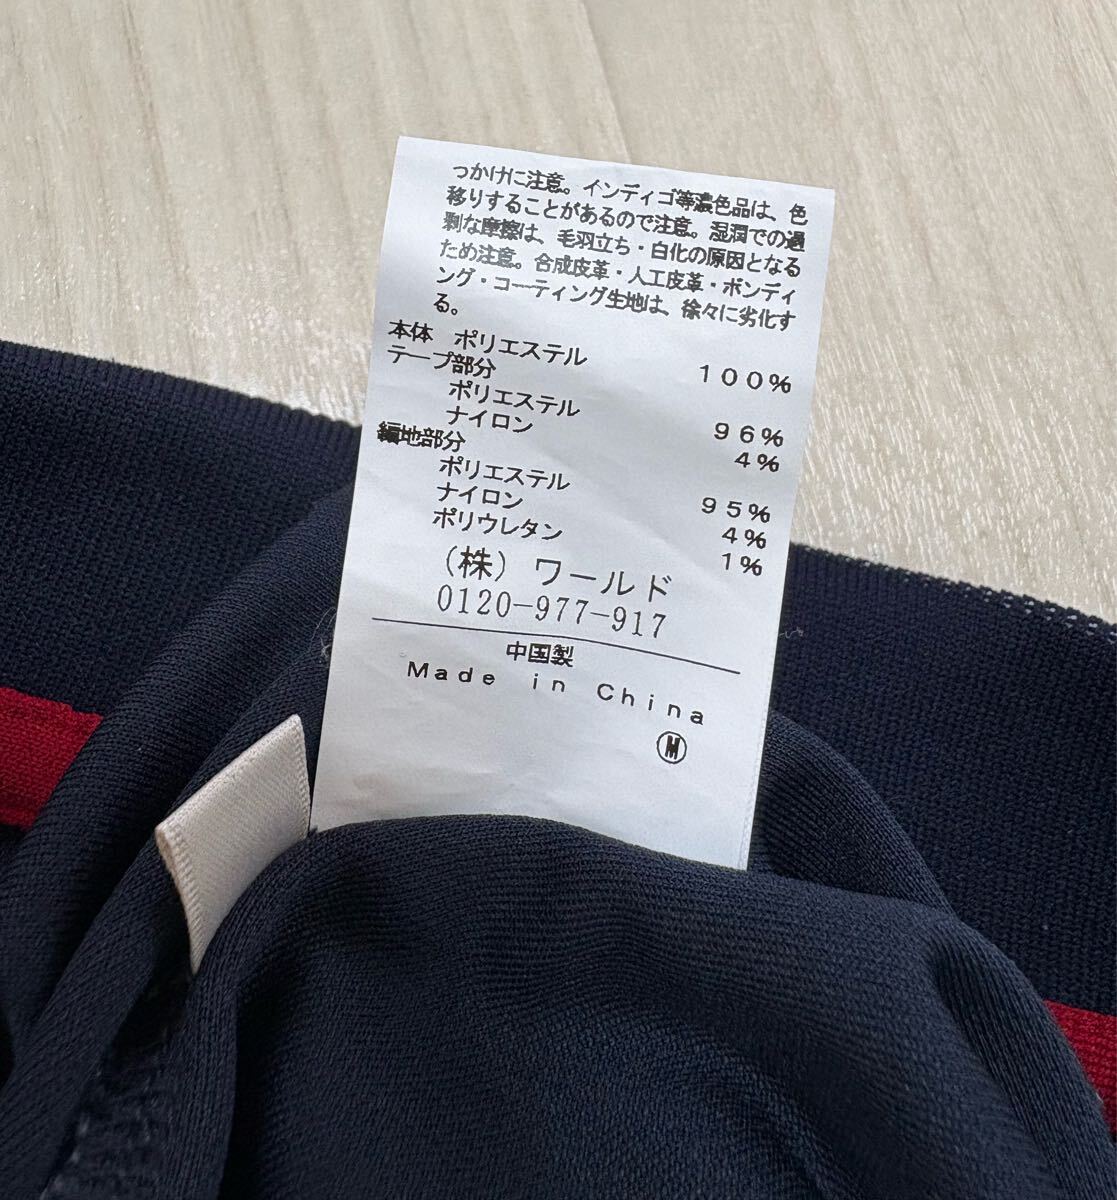 っかけに注意。インディゴ等濃色品は、色
移りすることがあるので注意。湿潤での過
剰な摩擦は、毛羽立ち・白化の原因となる
ため注意。合成皮革・人工皮革・ボンディ
ング・コーティング生地は、徐々に劣化す
る。
本体 ポリエステル 100%
テープ部分
ポリエステル 96%
ナイロン 4%
編地部分
ポリエステル 95%
ナイロン 4%
ポリウレタン 1%
(株) ワールド
0120-977-917
中国製
Made in China
Ⓜ